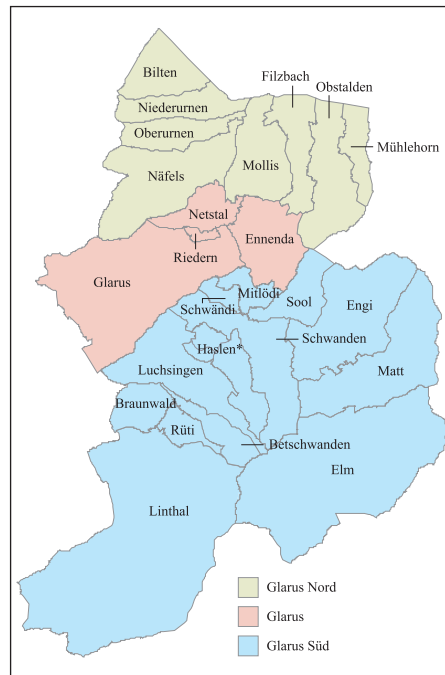 Filzbach
Obstalden
Bilten
Niederurnen
Oberurnen
Mühlehorn
Mollis
Näfels
Netstal
Ennenda
Riedern
Glarus
Mitlödi
Sool
Engi
Schwändi
Schwanden
Haslen*
Luchsingen
Matt
Braunwald
Rüti
Betschwanden
Elm
Linthal
Glarus Nord
Glarus
Glarus Süd